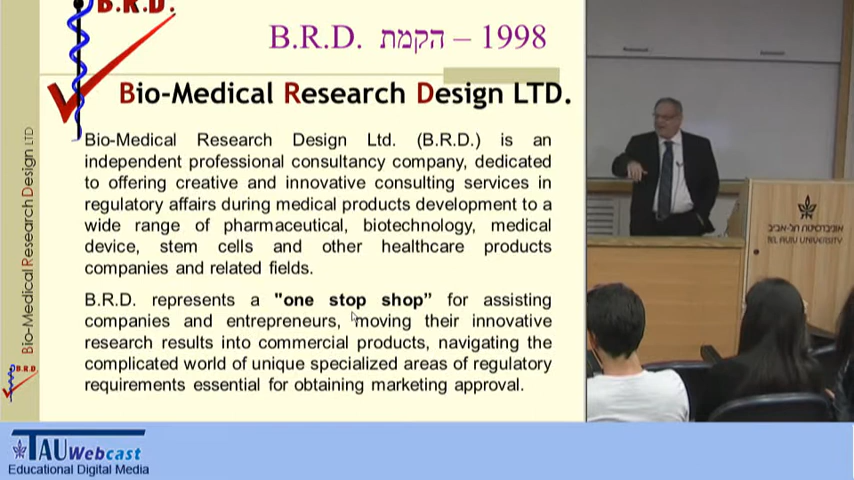 B.R.D.
B.R.D. הקמת – 1998
Bio-Medical Research Design LTD.
Bio-Medical Research Design Ltd. (B.R.D.) is an
independent professional consultancy company, dedicated
to offering creative and innovative consulting services in
regulatory affairs during medical products development to a
wide range of pharmaceutical, biotechnology, medical
device, stem cells and other healthcare products
companies and related fields.
B.R.D. represents a "one stop shop” for assisting
companies and entrepreneurs, moving their innovative
research results into commercial products, navigating the
complicated world of unique specialized areas of regulatory
requirements essential for obtaining marketing approval.
Bio-Medical Research Design LTD
B.R.D.
אוניברסיטת תל-אביב
TEL AVIV UNIVERSITY
TAU Webcast
Educational Digital Media